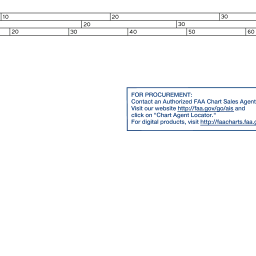 10 20 30
20 30
20 30 40 50 60
FOR PROCUREMENT:
Contact an Authorized FAA Chart Sales Agent
Visit our website http://faa.gov/go/ais and
click on "Chart Agent Locator."
For digital products, visit http://faacharts.faa.g